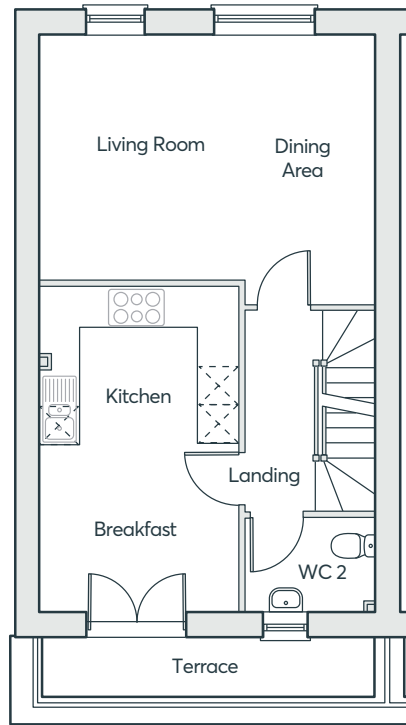 Living Room
Dining
Area
Kitchen
Landing
Breakfast
WC 2
Terrace